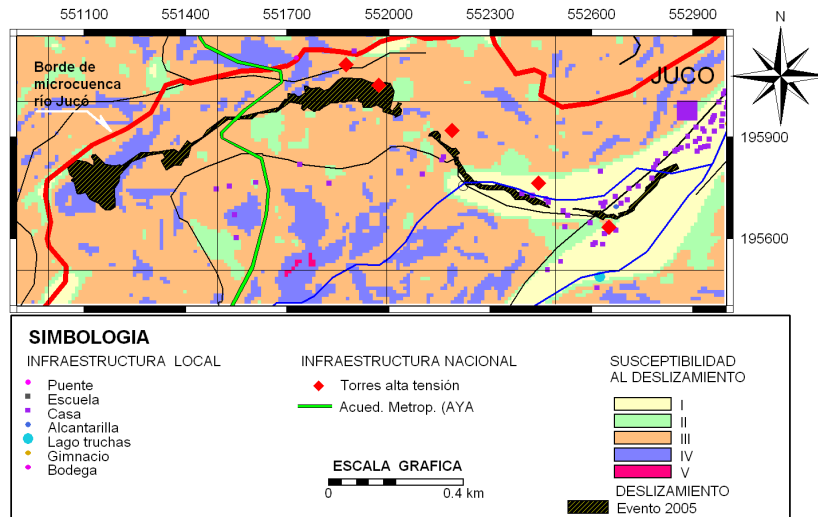 551100 551400 551700 552000 552300 552600 552900
N
Borde de
microcuenca
rio Jucó
JUCO
195900
195600
SIMBOLOGIA
INFRAESTRUCTURA LOCAL
Puente
Escuela
Casa
Alcantarilla
Lago truchas
Gimnacio
Bodega
INFRAESTRUCTURA NACIONAL
Torres alta tensión
Acued. Metrop. (AYA
ESCALA GRAFICA
0 0.4 km
SUSCEPTIBILIDAD
AL DESLIZAMIENTO
I
II
III
IV
V
DESLIZAMIENTO
Evento 2005